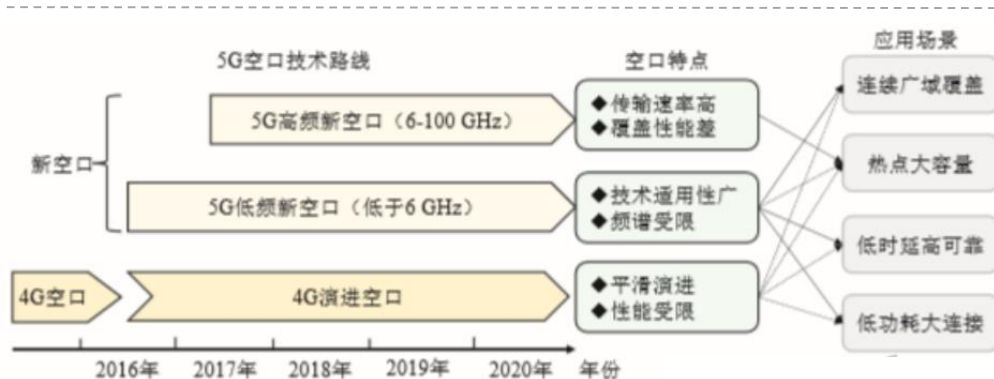 5G空口技术路线
空口特点
应用场景
新空口
5G高频新空口（6-100 GHz）
◆传输速率高
◆覆盖性能差
5G低频新空口（低于6 GHz）
◆技术适用性广
◆频谱受限
4G空口
4G演进空口
◆平滑演进
◆性能受限
连续广域覆盖
热点大容量
低时延高可靠
低功耗大连接
2016年
2017年
2018年
2019年
2020年
年份